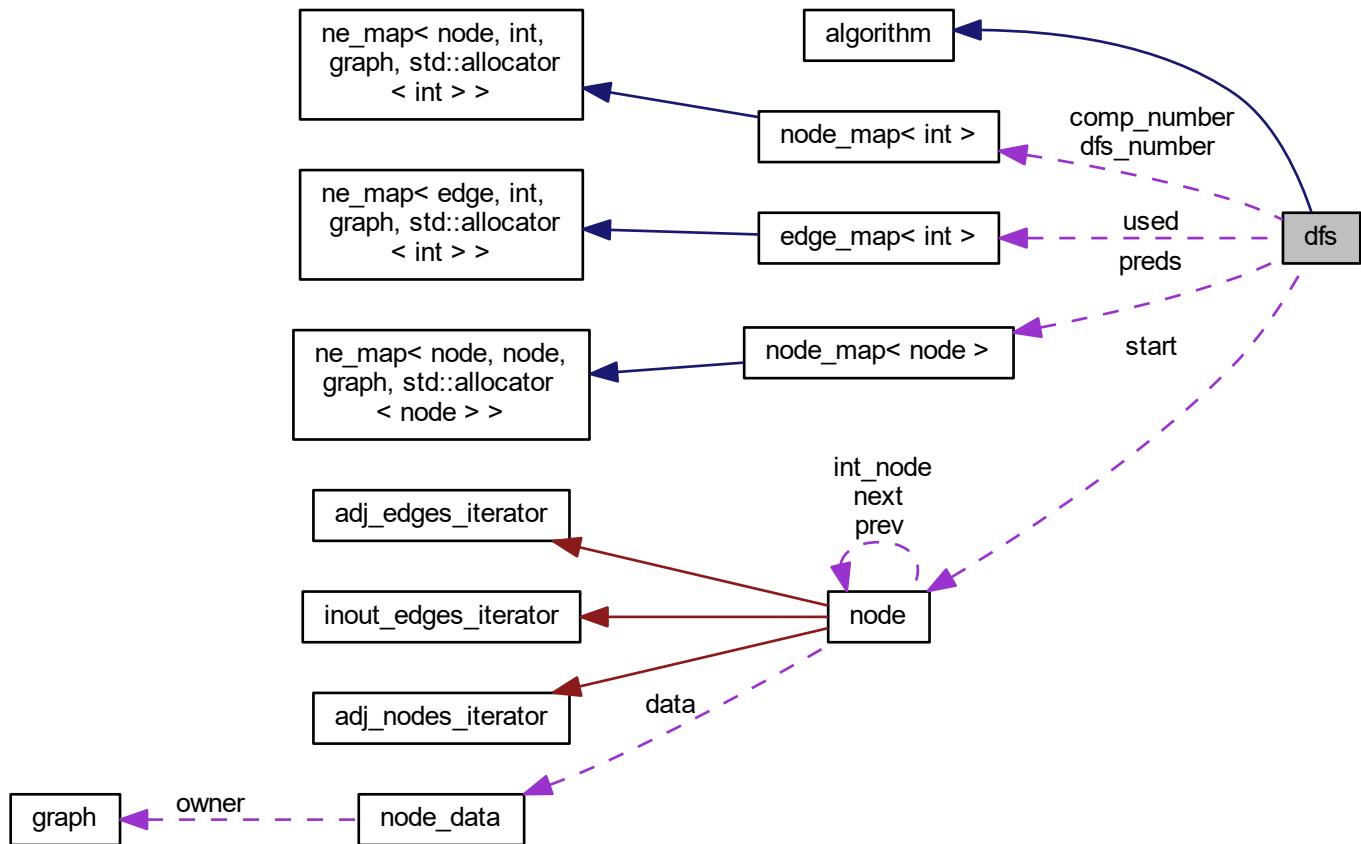 ne_map< node, int,
graph, std::allocator
< int > >
algorithm
comp_number
dfs_number
node_map< int >
ne_map< edge, int,
graph, std::allocator
< int > >
edge_map< int >
used
dfs
preds
ne_map< node, node,
graph, std::allocator
< node > >
node_map< node >
start
int_node
next
prev
adj_edges_iterator
inout_edges_iterator
node
adj_nodes_iterator
data
graph
owner
node_data